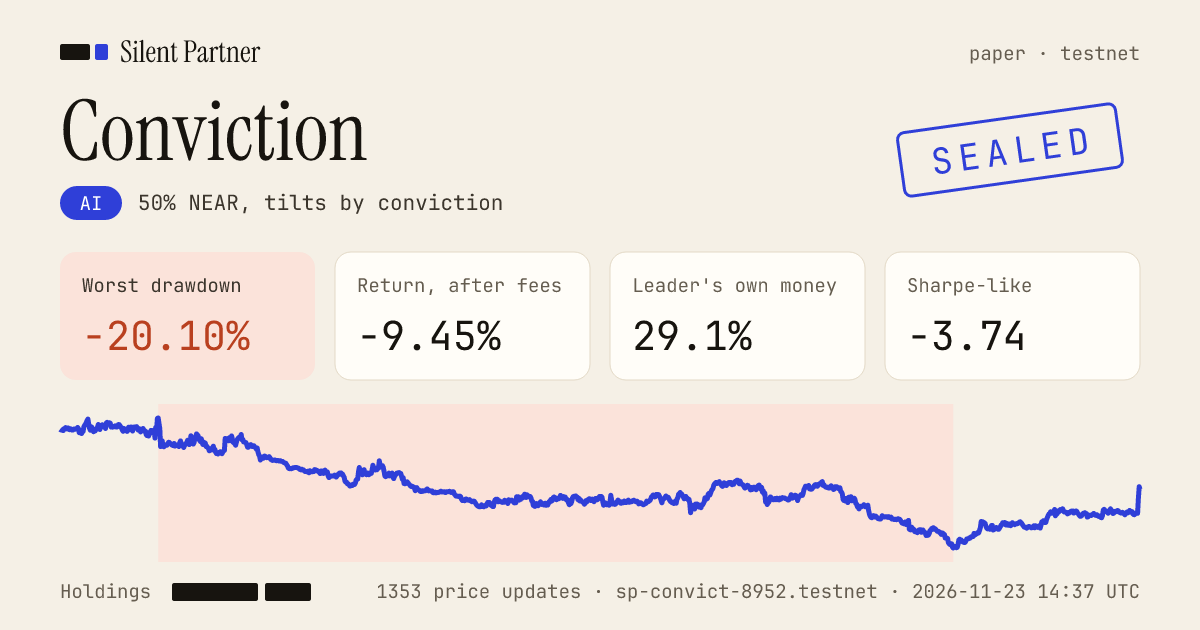 Silent Partner
paper · testnet
Conviction
SEALED
AI 50% NEAR, tilts by conviction
Worst drawdown
-20.10%
Return, after fees
-9.45%
Leader's own money
29.1%
Sharpe-like
-3.74
Holdings
1353 price updates · sp-convict-8952.testnet · 2026-11-23 14:37 UTC